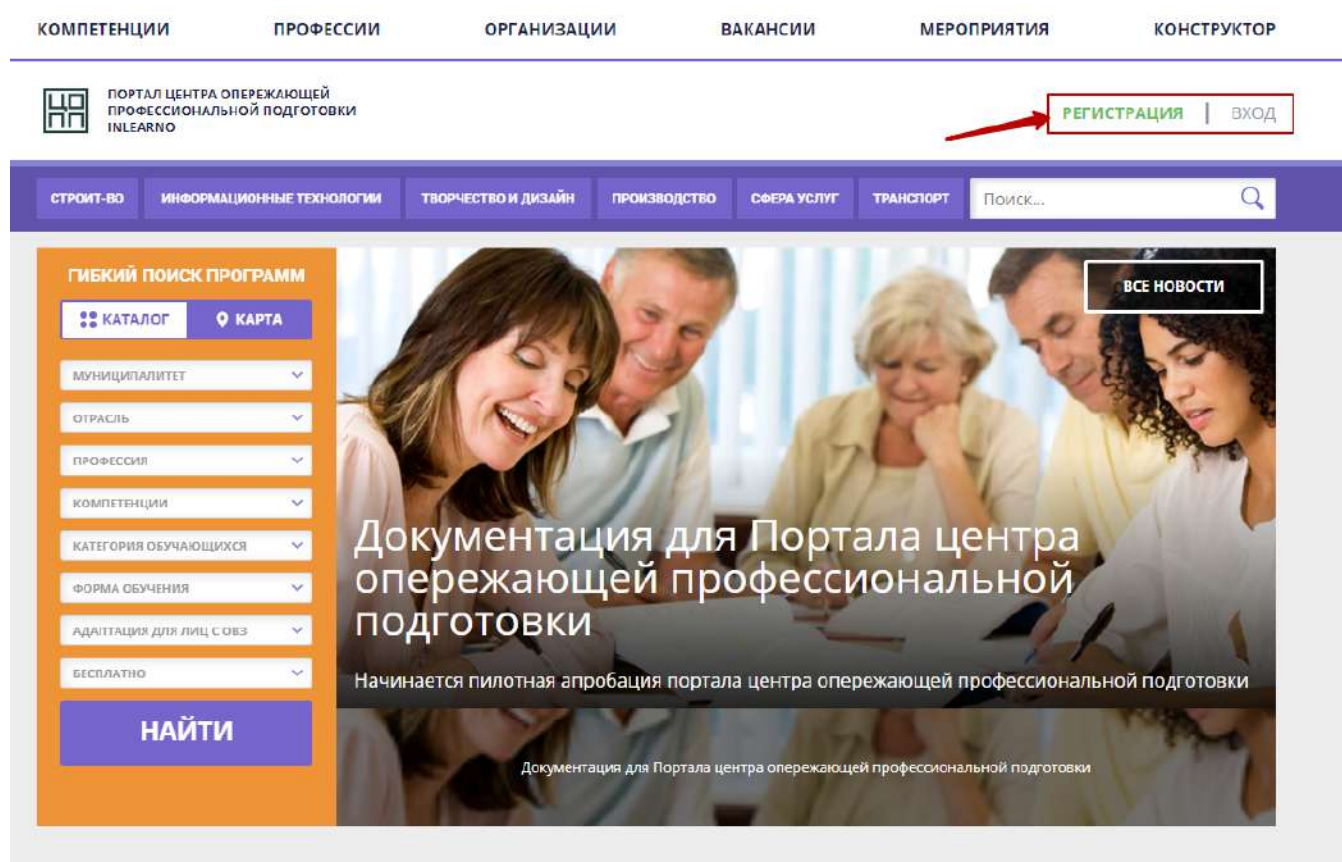 КОМПЕТЕНЦИИ ПРОФЕССИИ ОРГАНИЗАЦИИ ВАКАНСИИ МЕРОПРИЯТИЯ КОНСТРУКТОР
ПОРТАЛ ЦЕНТРА ОПЕРЕЖАЮЩЕЙ
ПРОФЕССИОНАЛЬНОЙ ПОДГОТОВКИ
INLEARNO
ЦО
ПП
РЕГИСТРАЦИЯ | ВХОД
СТРОИТ-ВО ИНФОРМАЦИОННЫЕ ТЕХНОЛОГИИ ТВОРЧЕСТВО И ДИЗАЙН ПРОИЗВОДСТВО СФЕРА УСЛУГ ТРАНСПОРТ Поиск...
ГИБКИЙ ПОИСК ПРОГРАММ
КАТАЛОГ КАРТА
МУНИЦИПАЛИТЕТ
ОТРАСЛЬ
ПРОФЕССИЯ
КОМПЕТЕНЦИИ
КАТЕГОРИЯ ОБУЧАЮЩИХСЯ
ФОРМА ОБУЧЕНИЯ
АДАПТАЦИЯ ДЛЯ ЛИЦ С ОВЗ
БЕСПЛАТНО
НАЙТИ
ВСЕ НОВОСТИ
Документация для Портала центра
опережающей профессиональной
подготовки
Начинается пилотная апробация портала центра опережающей профессиональной подготовки
Документация для Портала центра опережающей профессиональной подготовки